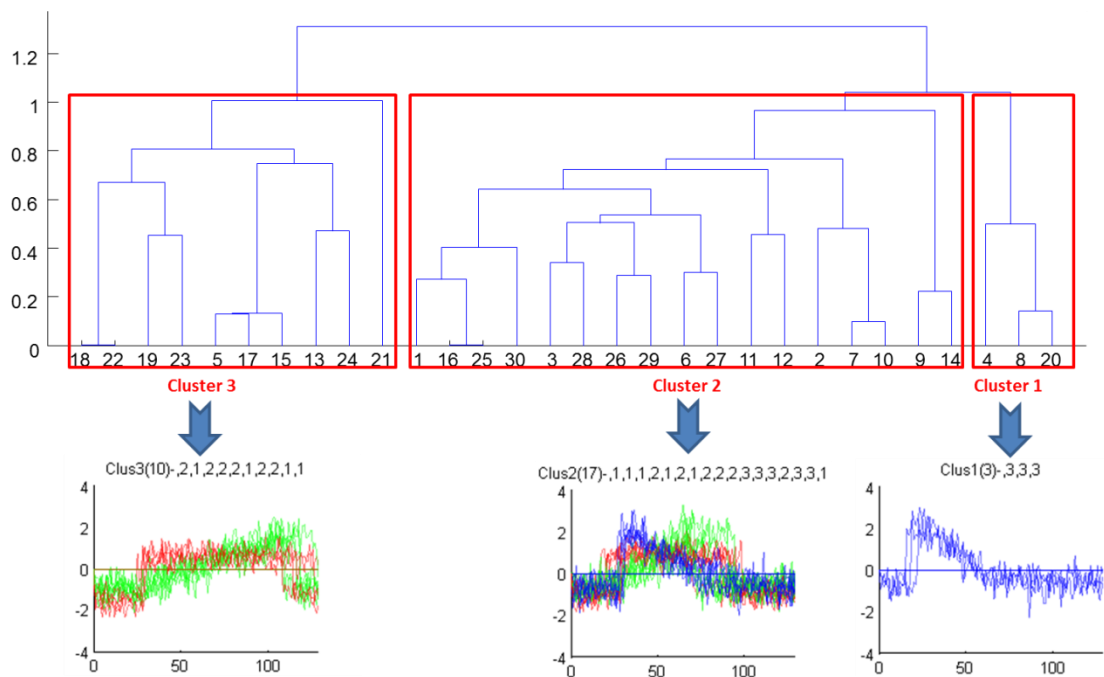 1.2
1
0.8
0.6
0.4
0.2
0
18 22 19 23 5 17 15 13 24 21 1 16 25 30 3 28 26 29 6 27 11 12 2 7 10 9 14 4 8 20
Cluster 3 Cluster 2 Cluster 1
Clus3(10)-,2,1,2,2,2,1,2,2,1,1 Clus2(17)-,1,1,1,2,1,2,1,2,2,2,3,3,3,2,3,3,1 Clus1(3)-,3,3,3
4 4 4
2 2 2
0 0 0
-2 -2 -2
-4 -4 -4
0 50 100 0 50 100 0 50 100